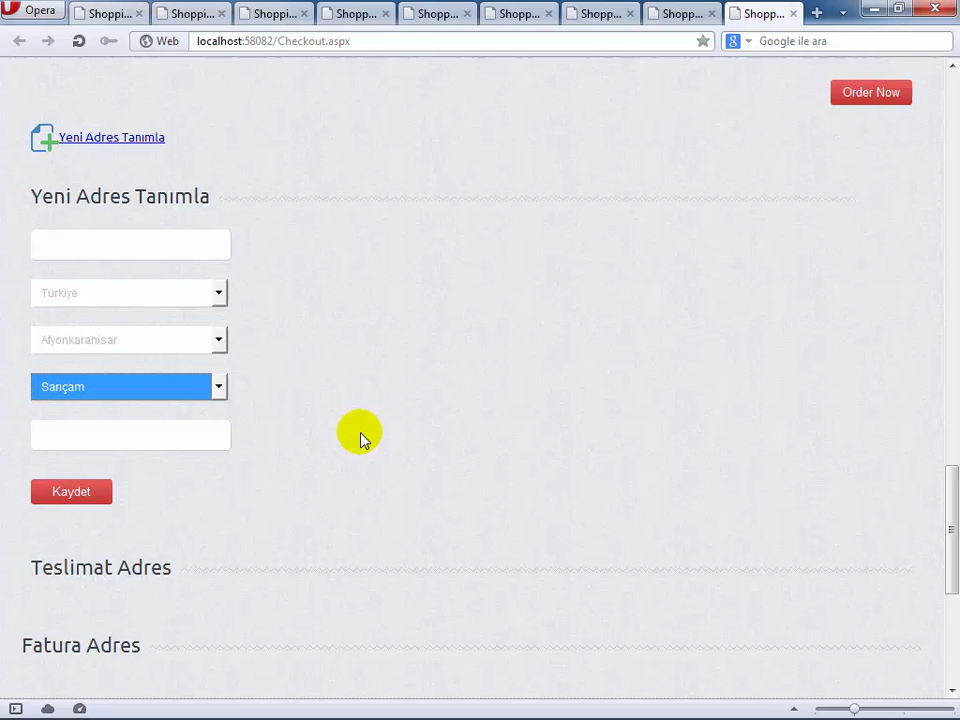 Opera
Shoppi...
Shoppi...
Shoppi...
Shopp...
Shopp...
Shopp...
Shopp...
Shopp...
Shopp...
Web
localhost:58082/Checkout.aspx
8
Google ile ara
Order Now
Yeni Adres Tanımla
Yeni Adres Tanımla
Türkiye
Afyonkarahisar
Sarıçam
Kaydet
Teslimat Adres
Fatura Adres